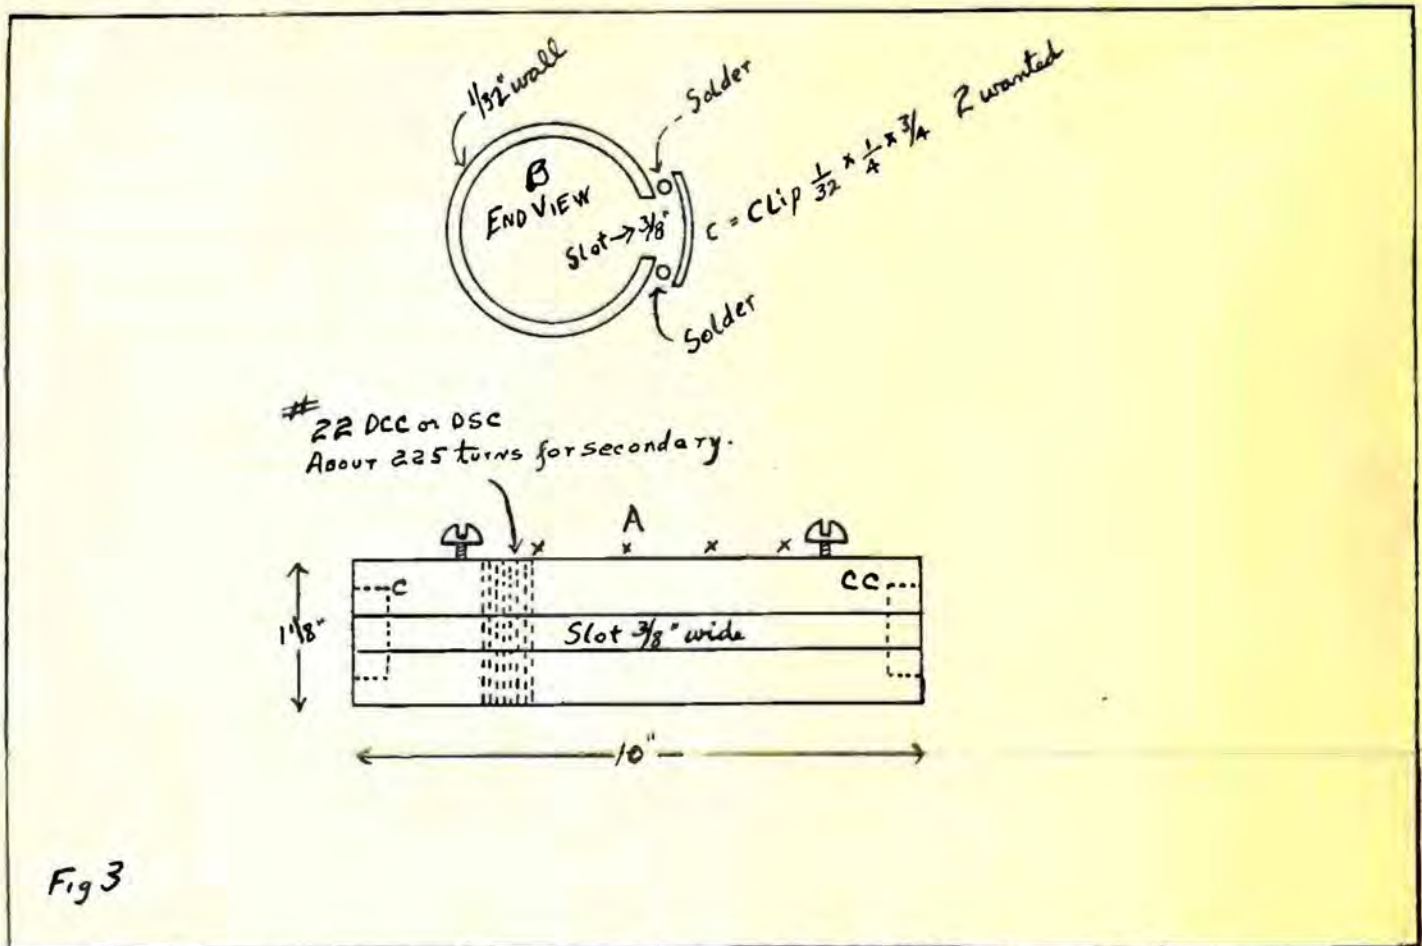 1/32" wall
Solder
B
END VIEW
Slot→ 3/8"
C = CLip 1/32 x 1/4 x 3/4 2 wanted
Solder
# 22 DCC or DSC
ABOUT 225 turns for secondary.
A
x x x x
C
CC
1 1/8"
Slot 3/8" wide
10"
Fig 3